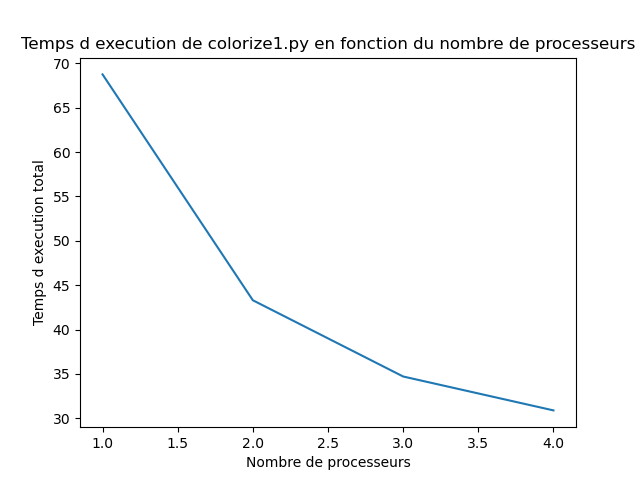 Temps d execution de colorize1.py en fonction du nombre de processeurs
70
65
60
55
50
45
40
35
30
Temps d execution total
1.0 1.5 2.0 2.5 3.0 3.5 4.0
Nombre de processeurs